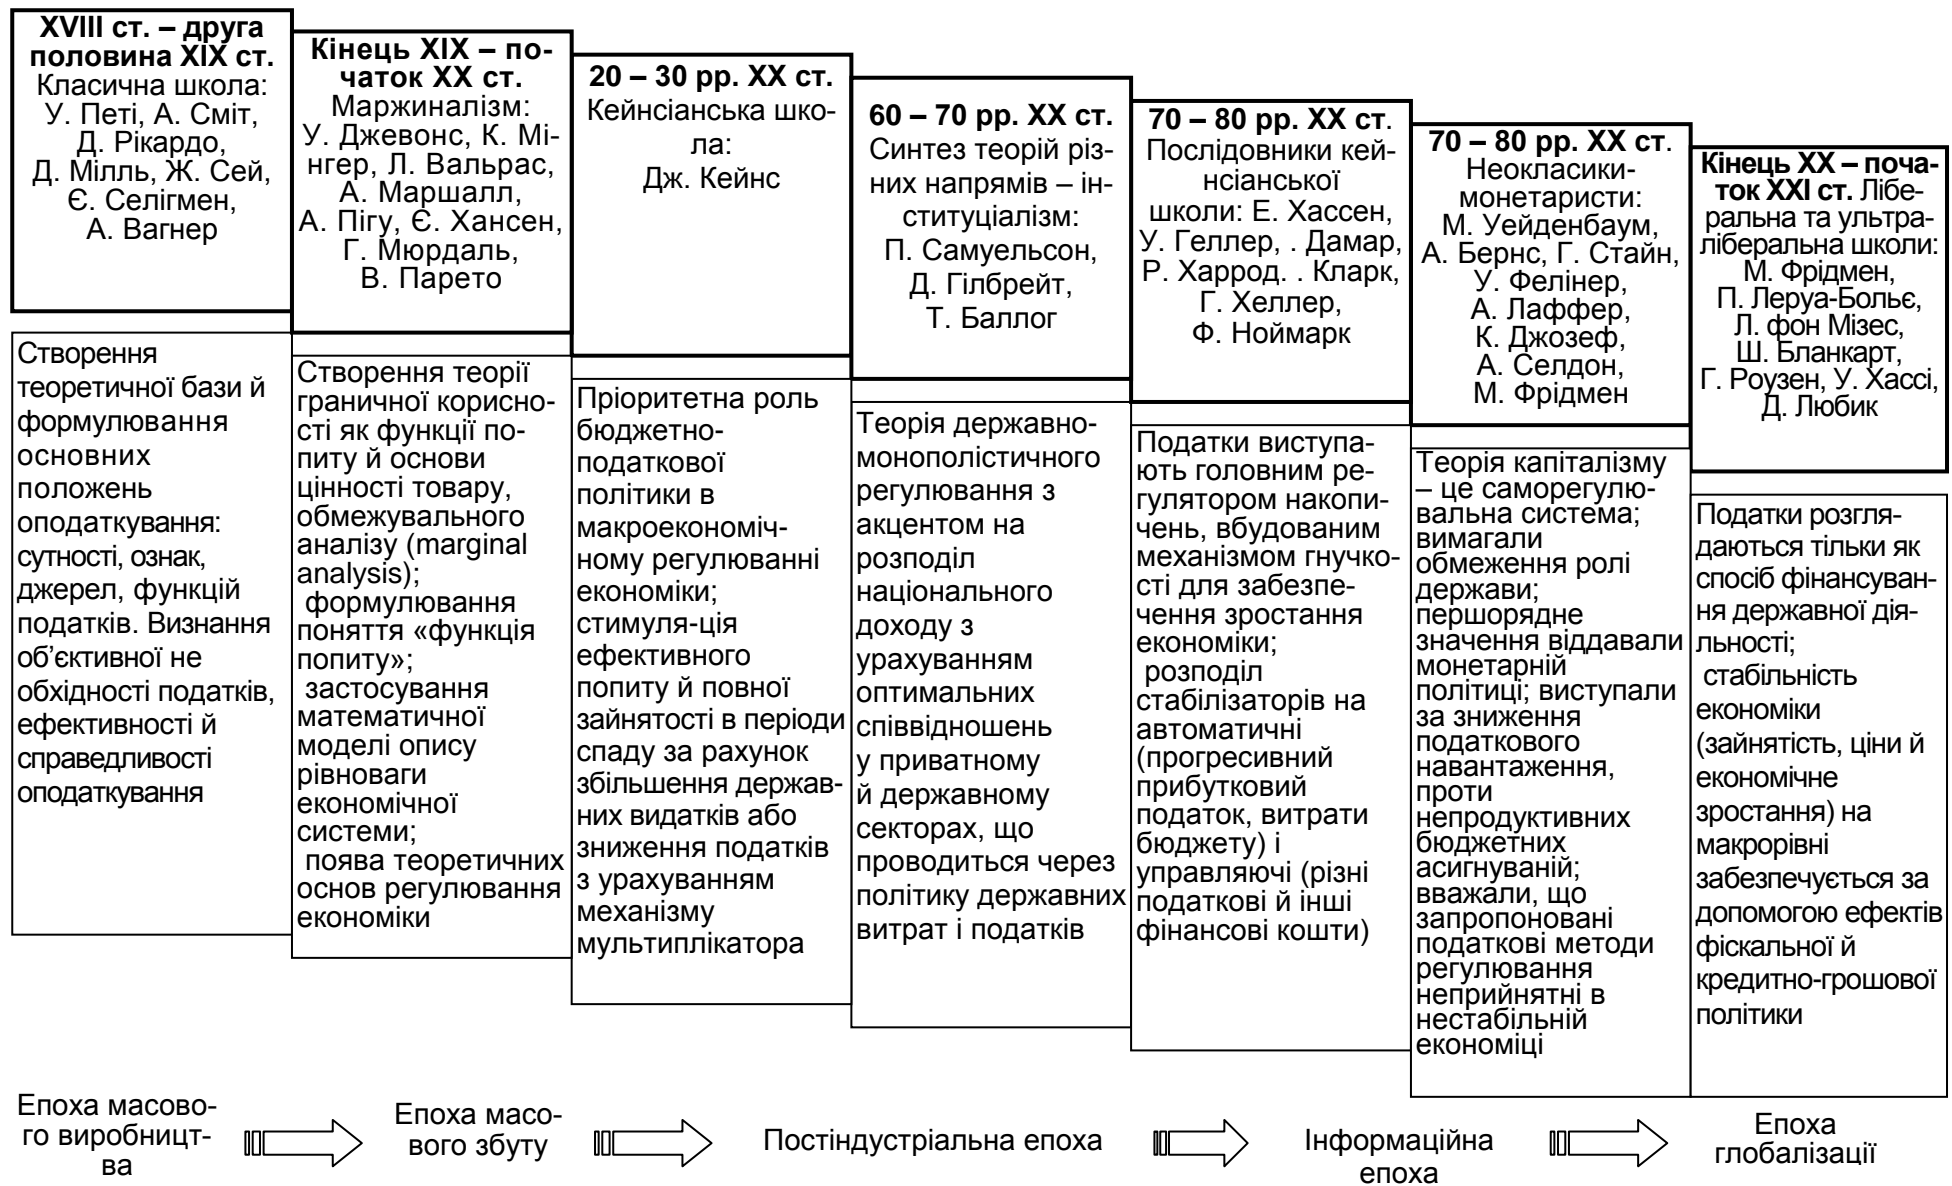 XVIII ст. – друга
половина XIX ст.
Класична школа:
У. Петі, А. Сміт,
Д. Рікардо,
Д. Мілль, Ж. Сей,
Є. Селігмен,
А. Вагнер
Створення
теоретичної бази й
формулювання
основних
положень
оподаткування:
сутності, ознак,
джерел, функцій
податків. Визнання
об’єктивної не
обхідності податків,
ефективності й
справедливості
оподаткування
Кінець XIX – по-
чаток XX ст.
Маржиналізм:
У. Джевонс, К. Мі-
нгер, Л. Вальрас,
А. Маршалл,
А. Пігу, Є. Хансен,
Г. Мюрдаль,
В. Парето
Створення теорії
граничної корисно-
сті як функції по-
питу й основи
цінності товару,
обмежувального
аналізу (marginal
analysis);
формулювання
поняття «функція
попиту»;
застосування
математичної
моделі опису
рівноваги
економічної
системи;
поява теоретичних
основ регулювання
економіки
20 – 30 рр. XX ст.
Кейнсіанська шко-
ла:
Дж. Кейнс
Пріоритетна роль
бюджетно-
податкової
політики в
макроекономіч-
ному регулюванні
економіки;
стимуля-ція
ефективного
попиту й повної
зайнятості в періоди
спаду за рахунок
збільшення держав-
них видатків або
зниження податків
з урахуванням
механізму
мультиплікатора
60 – 70 рр. XX ст.
Синтез теорій різ-
них напрямів – ін-
ституціалізм:
П. Самуельсон,
Д. Гілбрейт,
Т. Баллог
Теорія державно-
монополістичного
регулювання з
акцентом на
розподіл
національного
доходу з
урахуванням
оптимальних
співвідношень
у приватному
й державному
секторах, що
проводиться через
політику державних
витрат і податків
70 – 80 рр. XX ст.
Послідовники кей-
нсіанської
школи: Е. Хассен,
У. Геллер, . Дамар,
Р. Харрод. . Кларк,
Г. Хеллер,
Ф. Ноймарк
Податки виступа-
ють головним ре-
гулятором накопи-
чень, вбудованим
механізмом гнучко-
сті для забезпе-
чення зростання
економіки;
розподіл
стабілізаторів на
автоматичні
(прогресивний
прибутковий
податок, витрати
бюджету) і
управляючі (різні
податкові й інші
фінансові кошти)
70 – 80 рр. XX ст.
Неокласики-
монетаристи:
М. Уейденбаум,
А. Бернс, Г. Стайн,
У. Фелінер,
А. Лаффер,
К. Джозеф,
А. Селдон,
М. Фрідмен
Теорія капіталізму
– це саморегулю-
вальна система;
вимагали
обмеження ролі
держави;
першорядне
значення віддавали
монетарній
політиці; виступали
за зниження
податкового
навантаження,
проти
непродуктивних
бюджетних
асигнуваній;
вважали, що
запропоновані
податкові методи
регулювання
неприйнятні в
нестабільній
економіці
Кінець XX – поча-
ток XXI ст. Лібе-
ральна та ультра-
ліберальна школи:
М. Фрідмен,
П. Леруа-Больє,
Л. фон Мізес,
Ш. Бланкарт,
Г. Роузен, У. Хассі,
Д. Любик
Податки розгля-
даються тільки як
спосіб фінансуван-
ня державної дія-
льності;
стабільність
економіки
(зайнятість, ціни й
економічне
зростання) на
макрорівні
забезпечується за
допомогою ефектів
фіскальної й
кредитно-грошової
політики
Епоха масово-
го виробницт-
ва
Епоха масо-
вого збуту
Постіндустріальна епоха
Інформаційна
епоха
Епоха
глобалізації